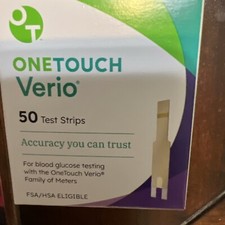 OT
ONETOUCH
Verio®
50 Test Strips
Accuracy you can trust
For blood glucose testing
with the OneTouch Verio®
Family of Meters
FSA/HSA ELIGIBLE